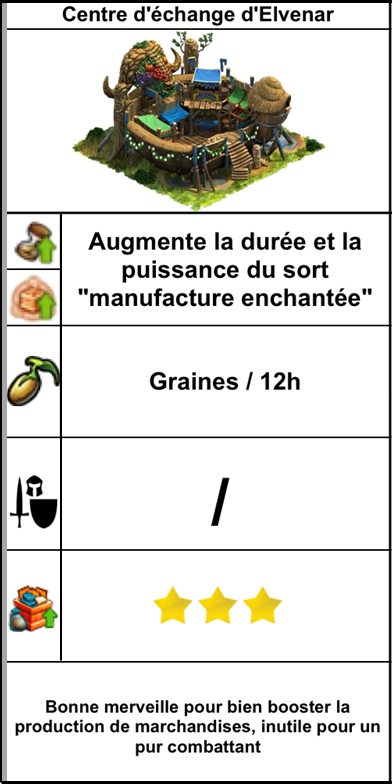 Centre d'échange d'Elvenar
Augmente la durée et la
puissance du sort
"manufacture enchantée"
Graines / 12h
/
Bonne merveille pour bien booster la
production de marchandises, inutile pour un
pur combattant